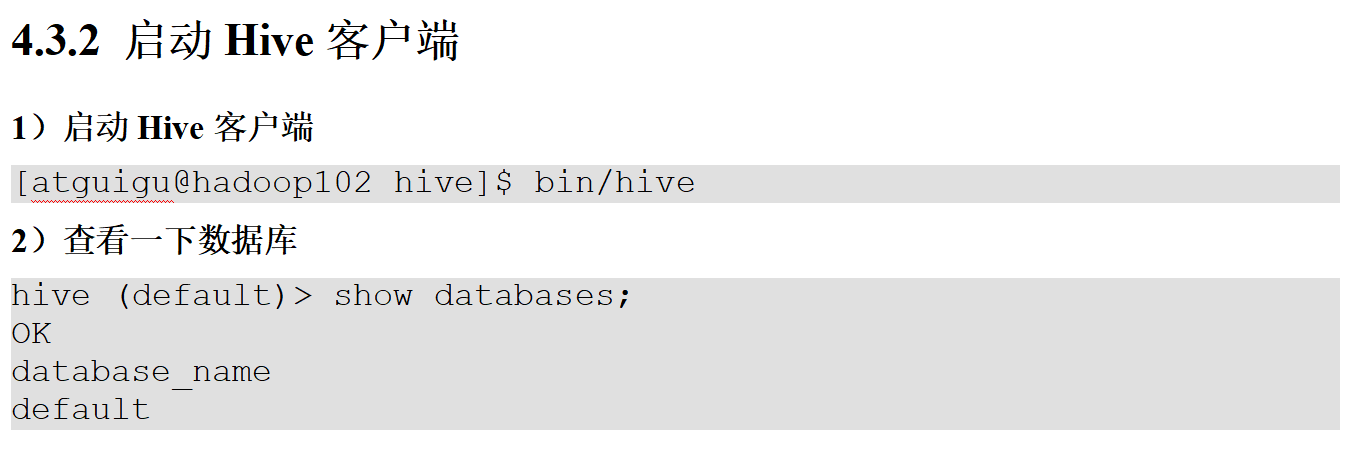 4.3.2 启动 Hive 客户端
1）启动 Hive 客户端
[atguigu@hadoop102 hive]$ bin/hive
2）查看一下数据库
hive (default)> show databases;
OK
database_name
default